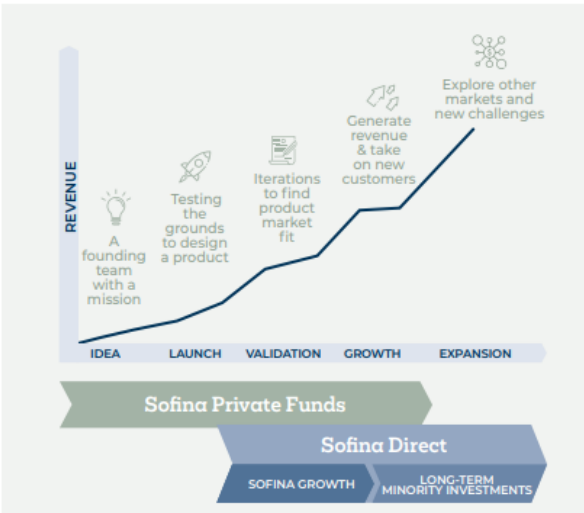 REVENUE
A
founding
team
with a
mission
Testing
the
grounds
to design
a product
Iterations
to find
product
market
fit
Generate
revenue
& take
on new
customers
Explore other
markets and
new challenges
IDEA
LAUNCH
VALIDATION
GROWTH
EXPANSION
Sofina Private Funds
Sofina Direct
SOFINA GROWTH
LONG-TERM
MINORITY INVESTMENTS